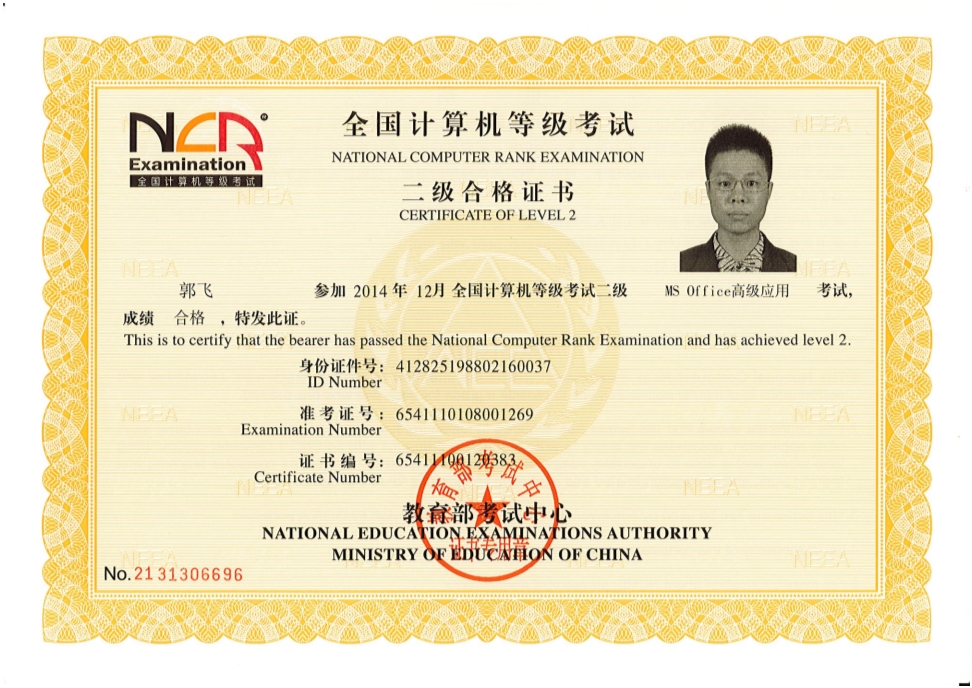 NCR
Examination
全国计算机等级考试
全国计算机等级考试
NATIONAL COMPUTER RANK EXAMINATION
二级合格证书
CERTIFICATE OF LEVEL 2
郭飞 参加 2014 年 12月 全国计算机等级考试二级 MS Office高级应用 考试,
成绩 合格 , 特发此证。
This is to certify that the bearer has passed the National Computer Rank Examination and has achieved level 2.
身份证件号: 412825198802160037
ID Number
准考证号: 6541110108001269
Examination Number
证书编号: 65411100120383
Certificate Number
教育部考试中心
证书专用章
教育部考试中心
NATIONAL EDUCATION EXAMINATIONS AUTHORITY
MINISTRY OF EDUCATION OF CHINA
No.2131306696
NEEA